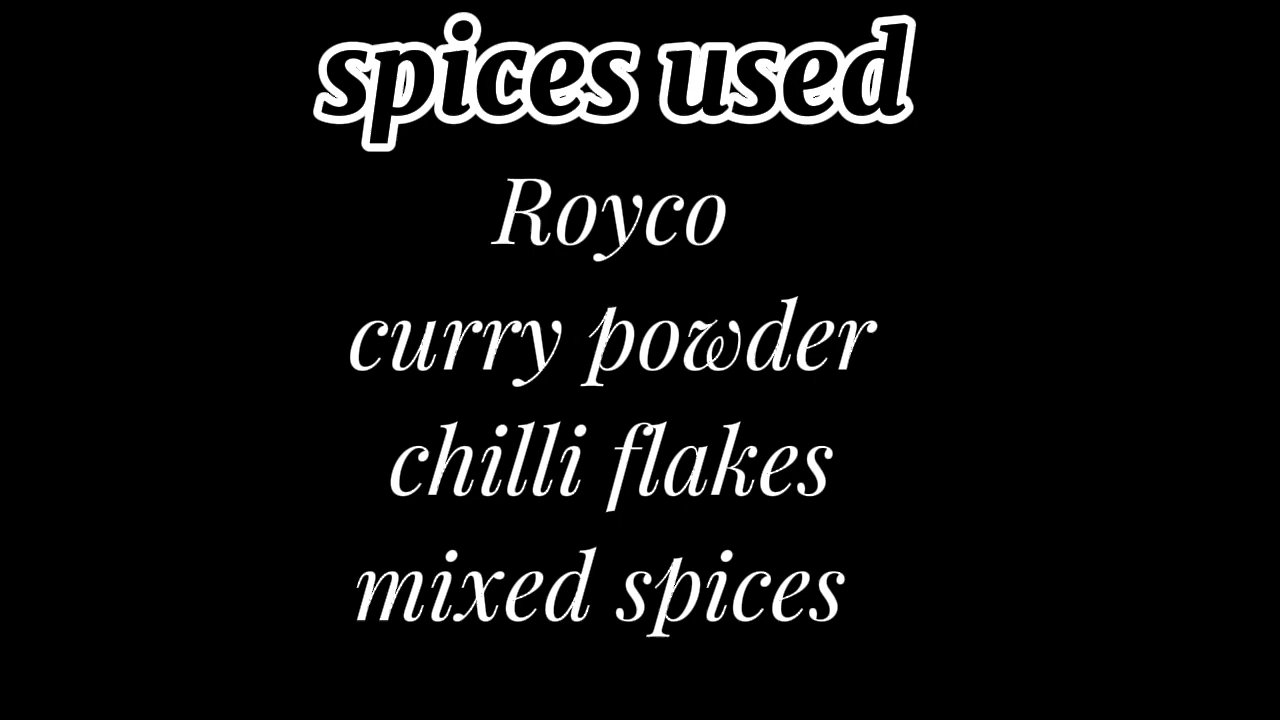 spices used
Royco
curry powder
chilli flakes
mixed spices